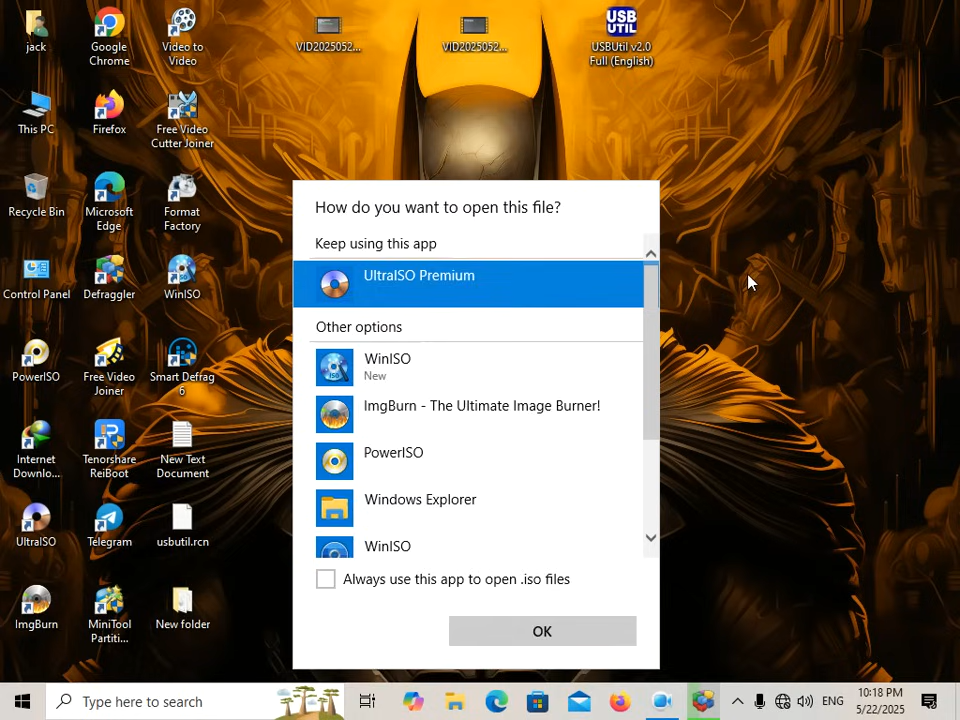 jack
Google
Chrome
Video to
Video
VID2025052...
VID2025052...
USB
UTIL
USBUtil v2.0
Full (English)
This PC
Firefox
Free Video
Cutter Joiner
Recycle Bin
Microsoft
Edge
Format
Factory
Control Panel
Defraggler
WinISO
PowerISO
Free Video
Joiner
Smart Defrag
6
Internet
Downlo...
Tenorshare
ReiBoot
New Text
Document
UltraISO
Telegram
usbutil.rcn
ImgBurn
MiniTool
Partiti...
New folder
How do you want to open this file?
Keep using this app
UltraISO Premium
Other options
WinISO
New
ImgBurn - The Ultimate Image Burner!
PowerISO
Windows Explorer
WinISO
Always use this app to open .iso files
OK
Type here to search
ENG
10:18 PM
5/22/2025